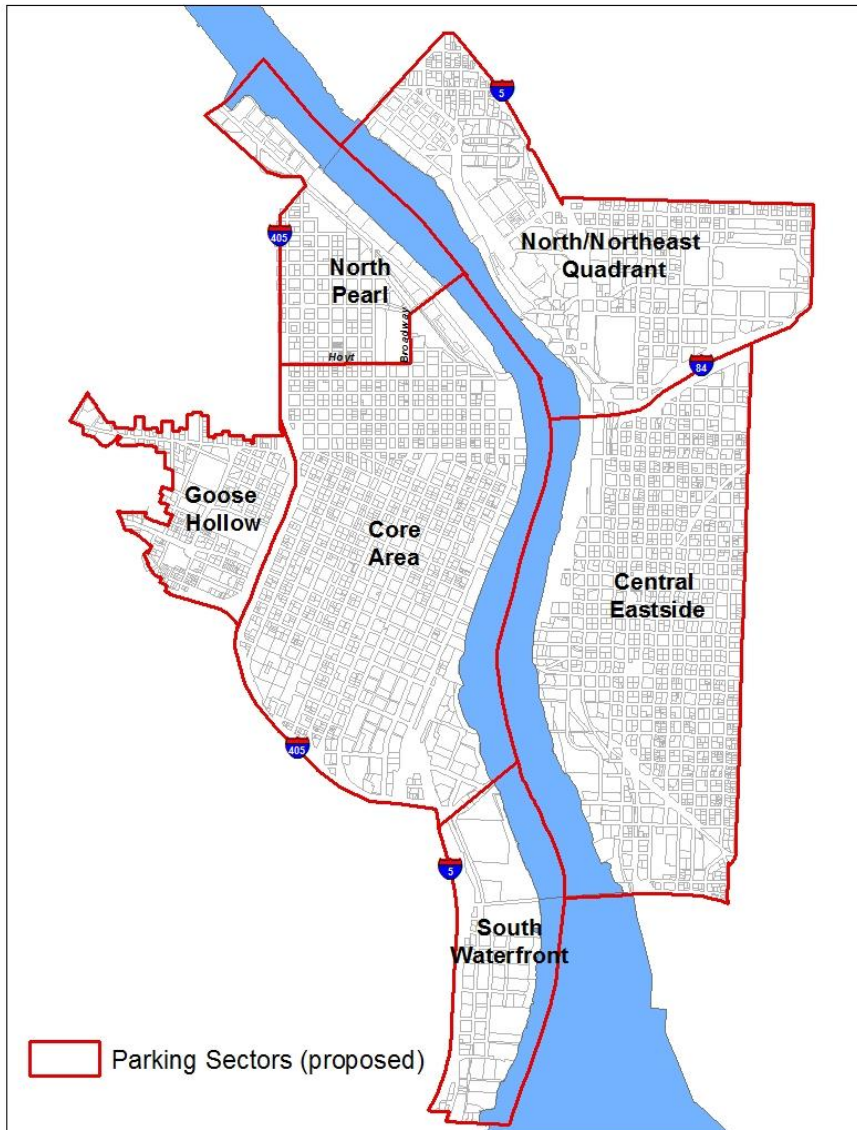 5
North/Northeast
Quadrant
405
North
Pearl
Broadway
Hoyt
84
Goose
Hollow
Core
Area
Central
Eastside
405
5
South
Waterfront
Parking Sectors (proposed)